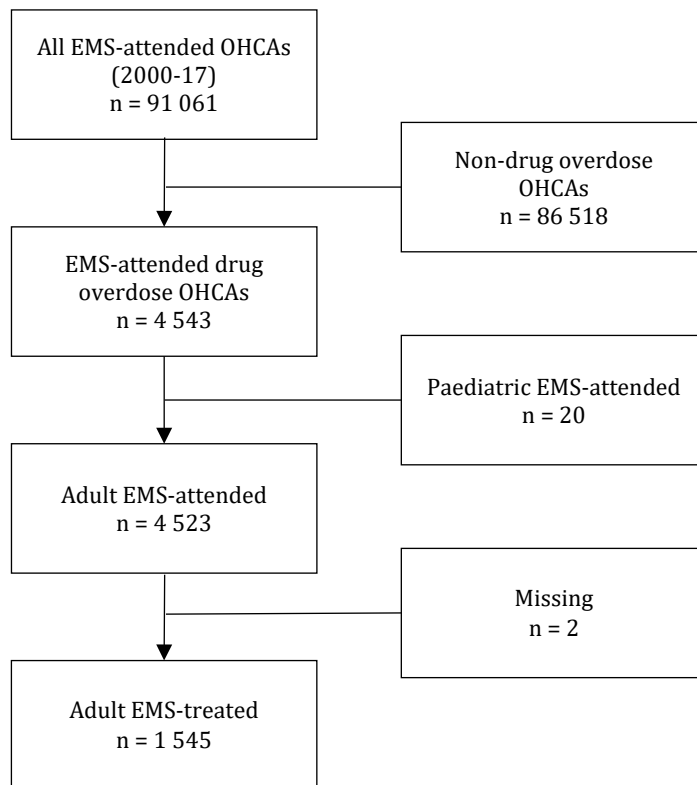 All EMS-attended OHCAs
(2000-17)
n = 91 061
Non-drug overdose
OHCAs
n = 86 518
EMS-attended drug
overdose OHCAs
n = 4 543
Paediatric EMS-attended
n = 20
Adult EMS-attended
n = 4 523
Missing
n = 2
Adult EMS-treated
n = 1 545